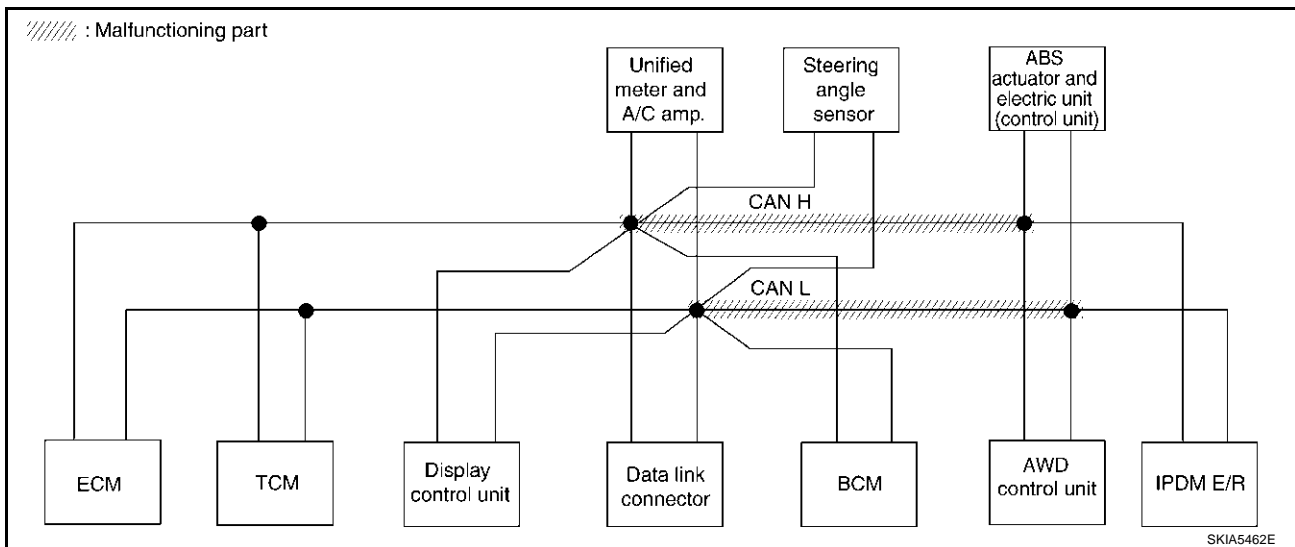 : Malfunctioning part
Unified
meter and
A/C amp.
Steering
angle
sensor
ABS
actuator and
electric unit
(control unit)
CAN H
CAN L
ECM
TCM
Display
control unit
Data link
connector
BCM
AWD
control unit
IPDM E/R
SKIA5462E